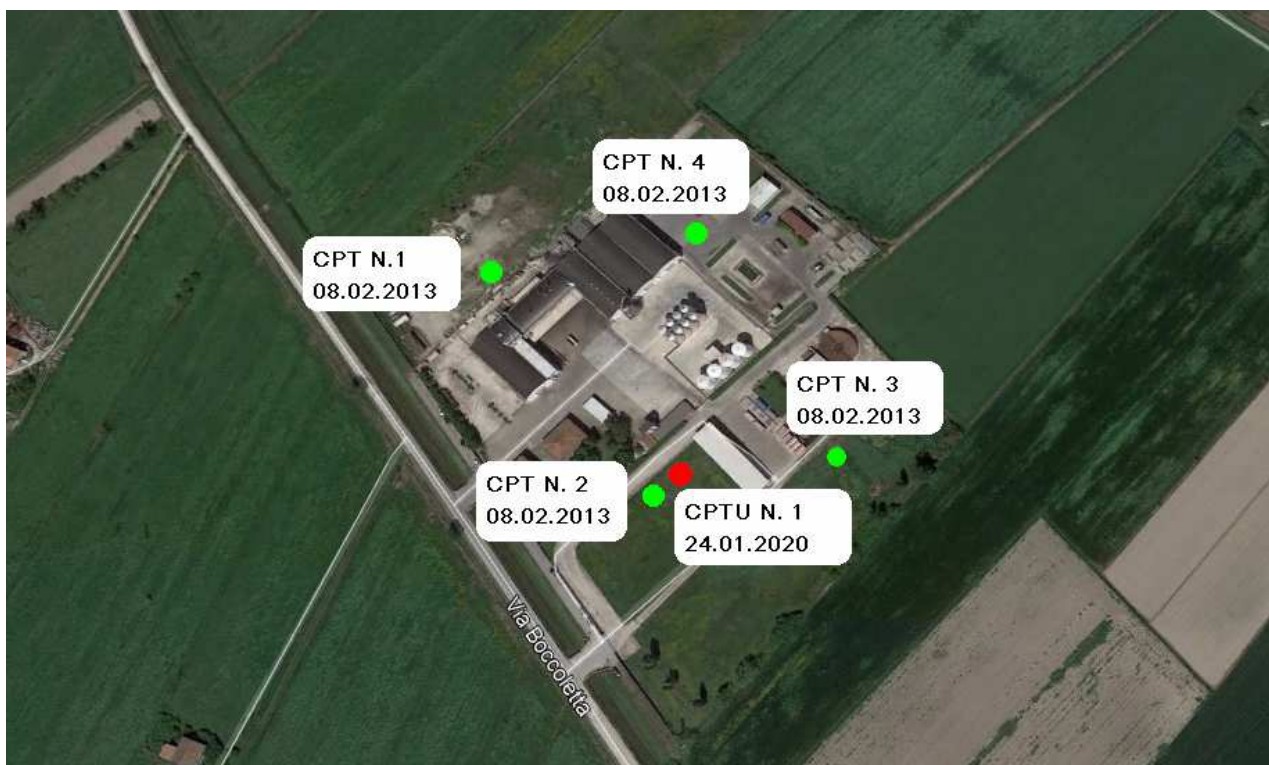 CPT N. 4
08.02.2013
CPT N.1
08.02.2013
CPT N. 3
08.02.2013
CPT N. 2
08.02.2013
CPTU N. 1
24.01.2020
Via Boccoletta